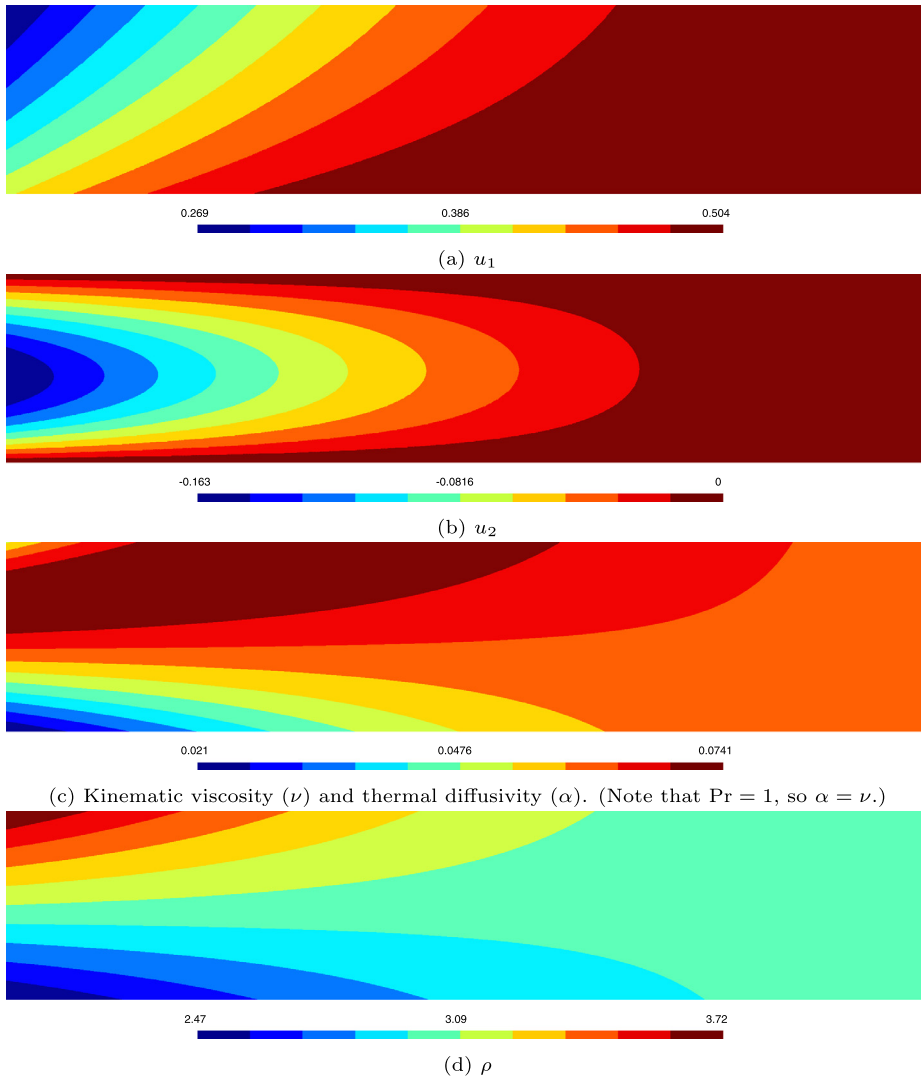 0.269 0.386 0.504
(a) u₁
-0.163 -0.0816 0
(b) u₂
0.021 0.0476 0.0741
(c) Kinematic viscosity (ν) and thermal diffusivity (α). (Note that Pr = 1, so α = ν.)
2.47 3.09 3.72
(d) ρ